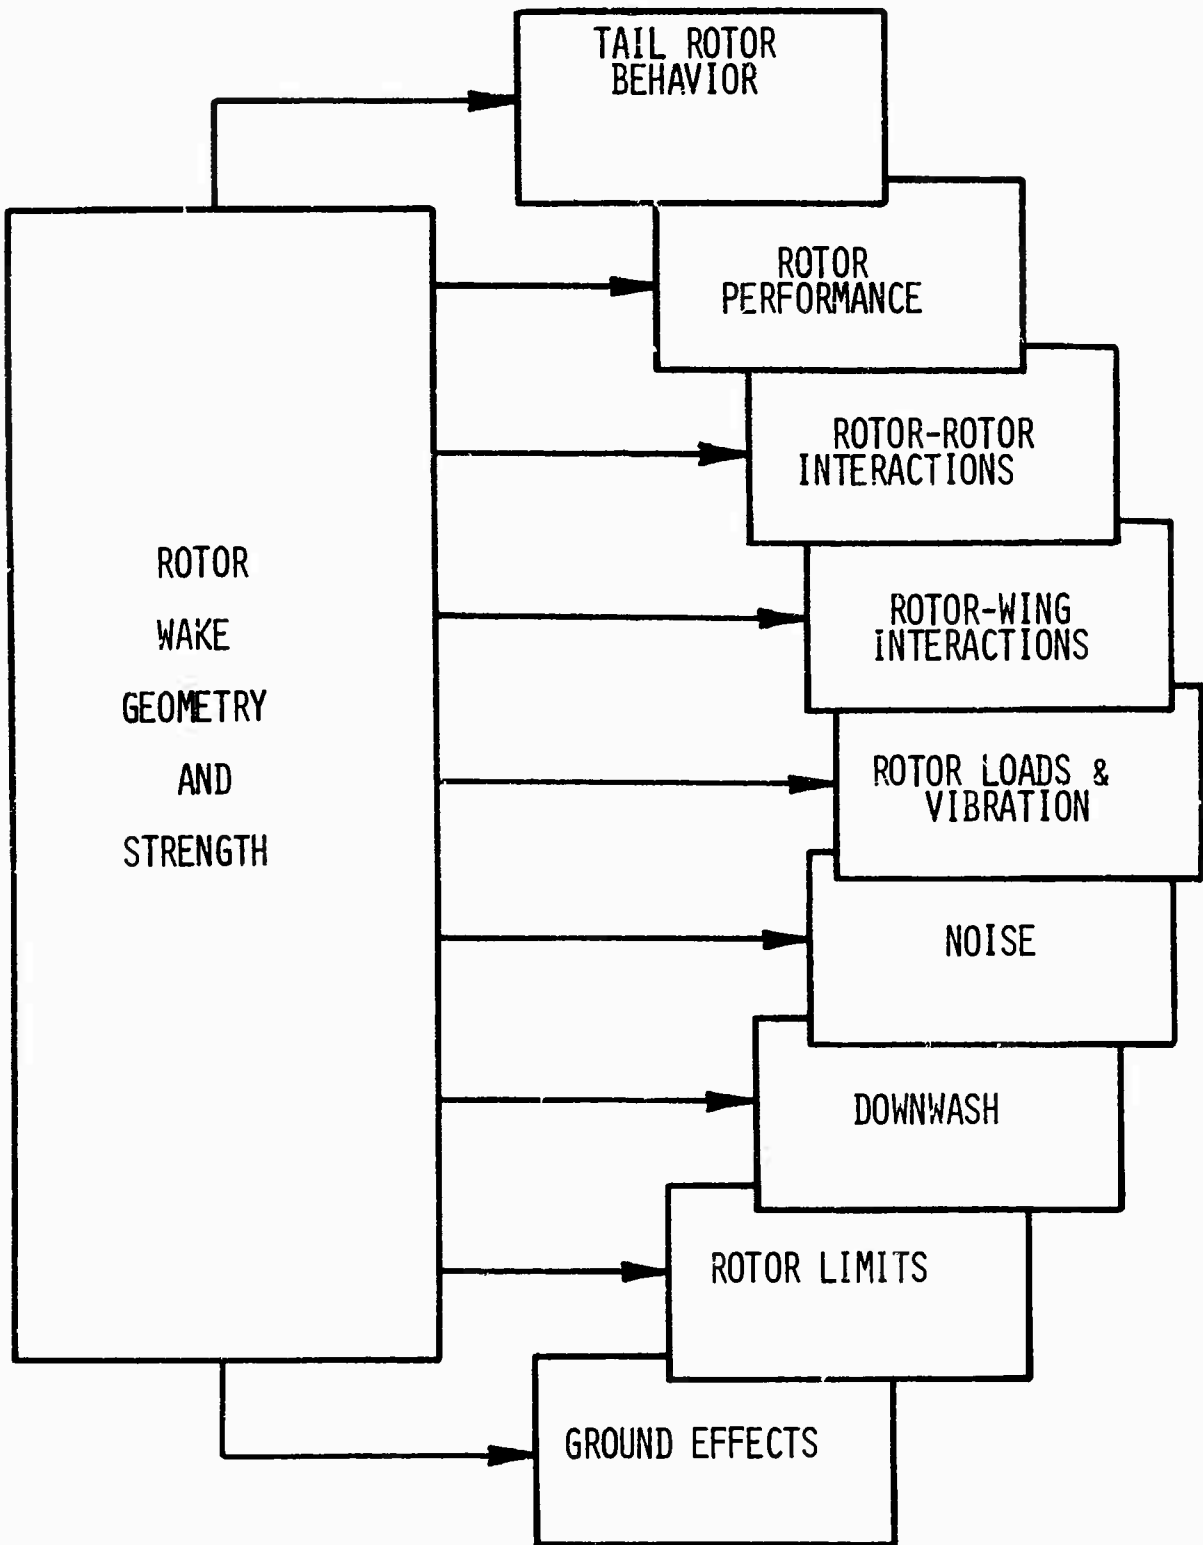 TAIL ROTOR
BEHAVIOR
ROTOR
PERFORMANCE
ROTOR-ROTOR
INTERACTIONS
ROTOR
WAKE
GEOMETRY
AND
STRENGTH
ROTOR-WING
INTERACTIONS
ROTOR LOADS &
VIBRATION
NOISE
DOWNWASH
ROTOR LIMITS
GROUND EFFECTS